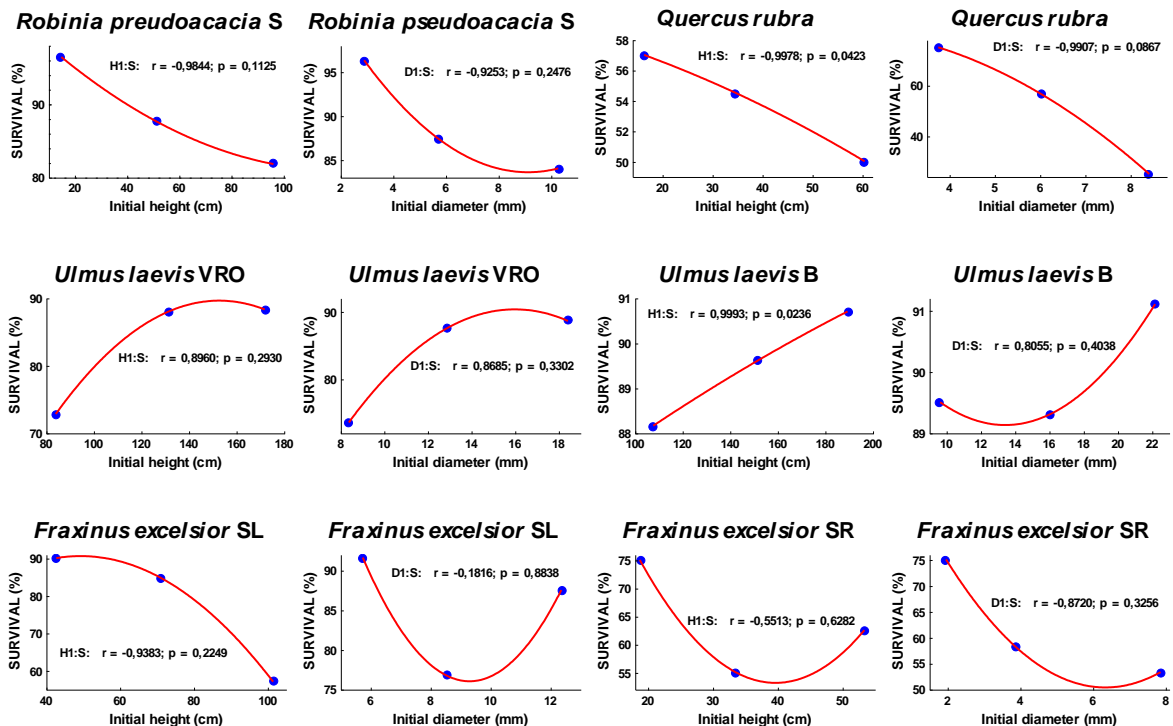 Robinia preudoacacia S
H1:S: r = -0,9844; p = 0,1125
SURVIVAL (%)
90
80
20 40 60 80 100
Initial height (cm)
Robinia pseudoacacia S
D1:S: r = -0,9253; p = 0,2476
SURVIVAL (%)
95
90
85
2 4 6 8 10
Initial diameter (mm)
Quercus rubra
H1:S: r = -0,9978; p = 0,0423
SURVIVAL (%)
58
56
54
52
50
20 30 40 50 60
Initial height (cm)
Quercus rubra
D1:S: r = -0,9907; p = 0,0867
SURVIVAL (%)
60
40
4 5 6 7 8
Initial diameter (mm)
Ulmus laevis VRO
H1:S: r = 0,8960; p = 0,2930
SURVIVAL (%)
90
80
70
80 100 120 140 160 180
Initial height (cm)
Ulmus laevis VRO
D1:S: r = 0,8685; p = 0,3302
SURVIVAL (%)
90
80
8 10 12 14 16 18
Initial diameter (mm)
Ulmus laevis B
H1:S: r = 0,9993; p = 0,0236
SURVIVAL (%)
91
90
89
88
100 120 140 160 180 200
Initial height (cm)
Ulmus laevis B
D1:S: r = 0,8055; p = 0,4038
SURVIVAL (%)
91
90
89
10 12 14 16 18 20 22
Initial diameter (mm)
Fraxinus excelsior SL
H1:S: r = -0,9383; p = 0,2249
SURVIVAL (%)
90
80
70
60
40 60 80 100
Initial height (cm)
Fraxinus excelsior SL
D1:S: r = -0,1816; p = 0,8838
SURVIVAL (%)
90
85
80
75
6 8 10 12
Initial diameter (mm)
Fraxinus excelsior SR
H1:S: r = -0,5513; p = 0,6282
SURVIVAL (%)
75
70
65
60
55
20 30 40 50
Initial height (cm)
Fraxinus excelsior SR
D1:S: r = -0,8720; p = 0,3256
SURVIVAL (%)
75
70
65
60
55
50
2 4 6 8
Initial diameter (mm)